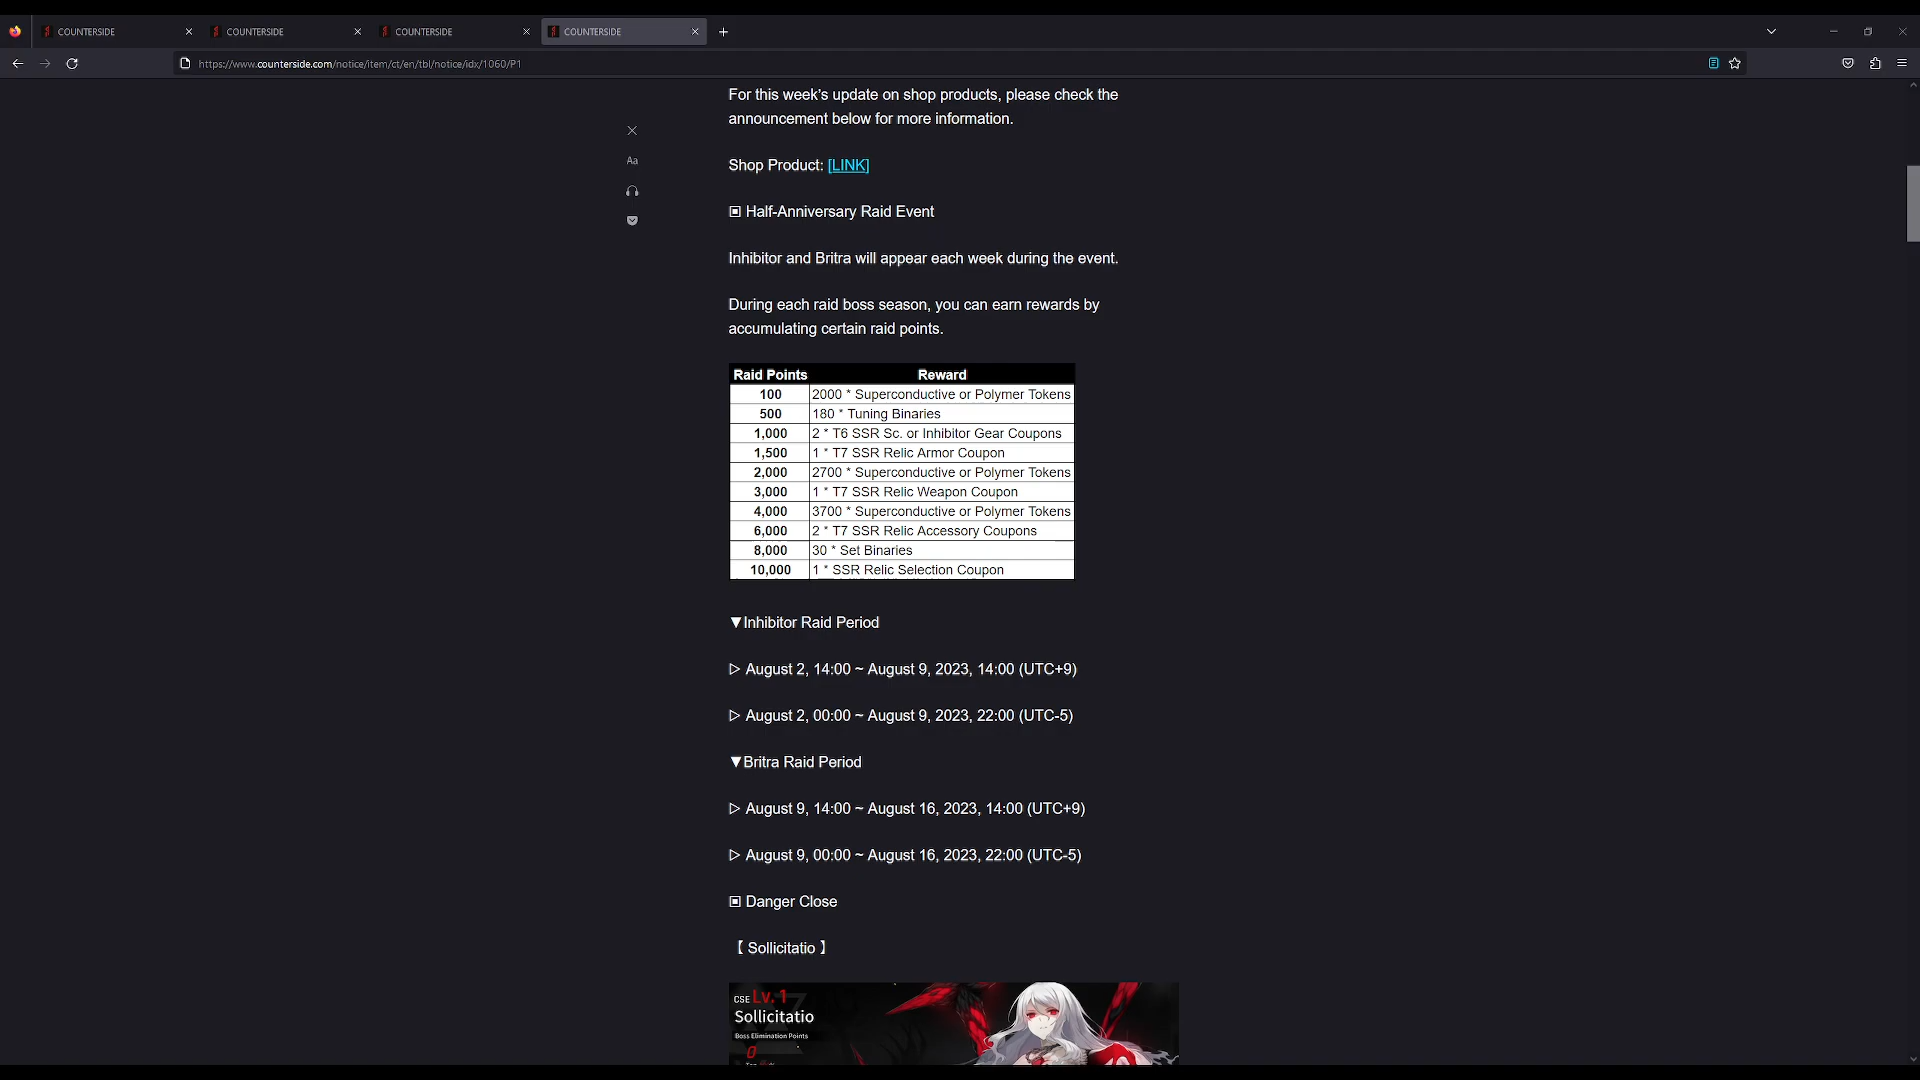 COUNTERSIDE
COUNTERSIDE
COUNTERSIDE
COUNTERSIDE
https://www.counterside.com/notice/item/ct/en/tbl/notice/idx/1060/P1
For this week’s update on shop products, please check the
announcement below for more information.
Aa
Shop Product: [LINK]
▣ Half-Anniversary Raid Event
Inhibitor and Britra will appear each week during the event.
During each raid boss season, you can earn rewards by
accumulating certain raid points.
Raid Points Reward
100 2000 * Superconductive or Polymer Tokens
500 180 * Tuning Binaries
1,000 2 * T6 SSR Sc. or Inhibitor Gear Coupons
1,500 1 * T7 SSR Relic Armor Coupon
2,000 2700 * Superconductive or Polymer Tokens
3,000 1 * T7 SSR Relic Weapon Coupon
4,000 3700 * Superconductive or Polymer Tokens
6,000 2 * T7 SSR Relic Accessory Coupons
8,000 30 * Set Binaries
10,000 1 * SSR Relic Selection Coupon
▼Inhibitor Raid Period
▷ August 2, 14:00 ~ August 9, 2023, 14:00 (UTC+9)
▷ August 2, 00:00 ~ August 9, 2023, 22:00 (UTC-5)
▼Britra Raid Period
▷ August 9, 14:00 ~ August 16, 2023, 14:00 (UTC+9)
▷ August 9, 00:00 ~ August 16, 2023, 22:00 (UTC-5)
▣ Danger Close
【 Sollicitatio 】
CSE Lv. 1
Sollicitatio
Boss Elimination Points
0